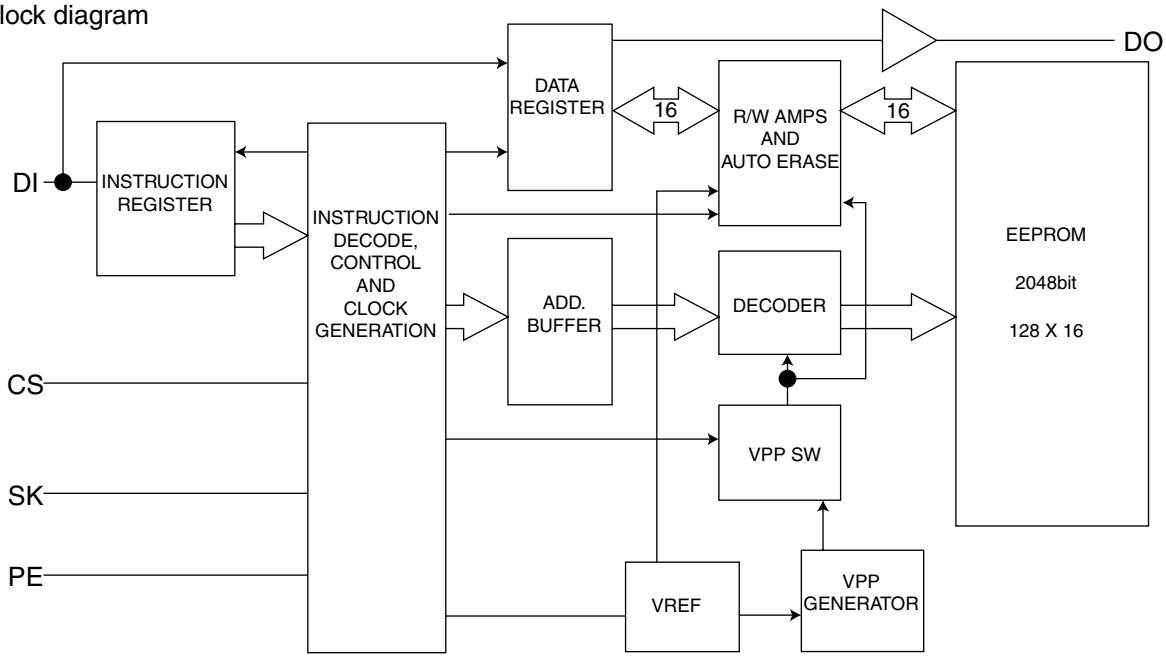 lock diagram
DO
DATA
REGISTER
16
R/W AMPS
AND
AUTO ERASE
16
DI
INSTRUCTION
REGISTER
INSTRUCTION
DECODE,
CONTROL
AND
CLOCK
GENERATION
ADD.
BUFFER
DECODER
EEPROM
2048bit
128 X 16
CS
SK
PE
VPP SW
VREF
VPP
GENERATOR